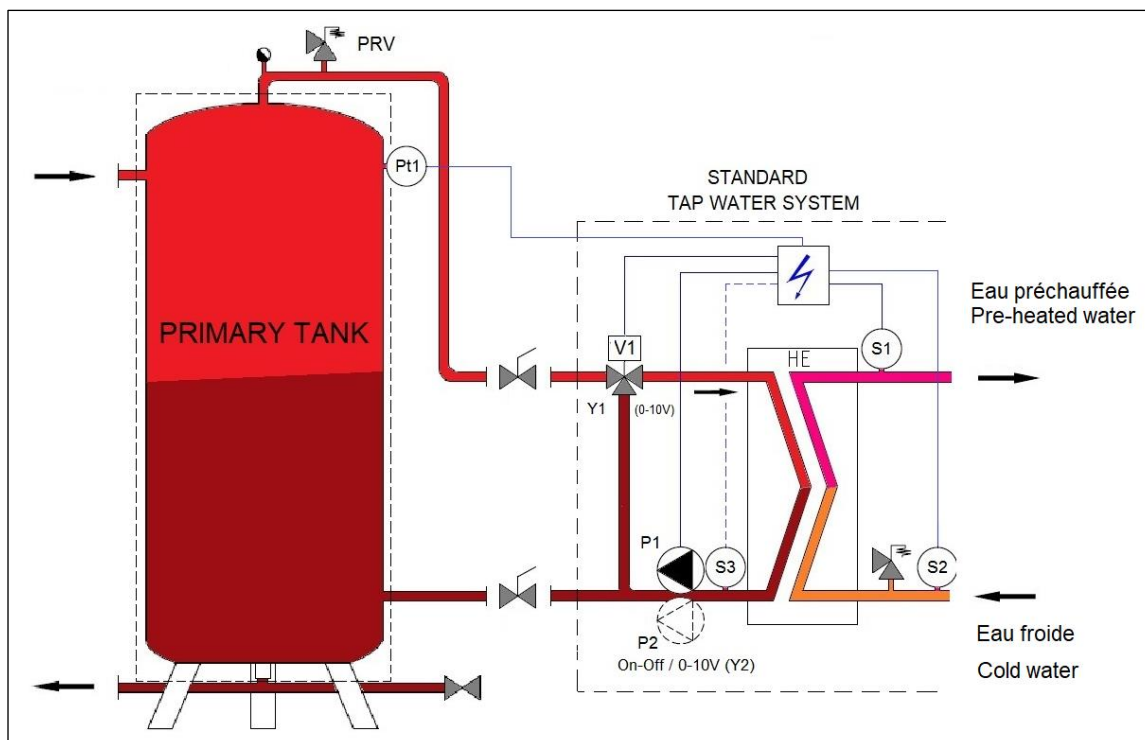 PRV
Pt1
STANDARD
TAP WATER SYSTEM
PRIMARY TANK
Eau préchauffée
Pre-heated water
V1
HE
S1
Y1
(0-10V)
P1
S3
S2
P2
On-Off / 0-10V (Y2)
Eau froide
Cold water